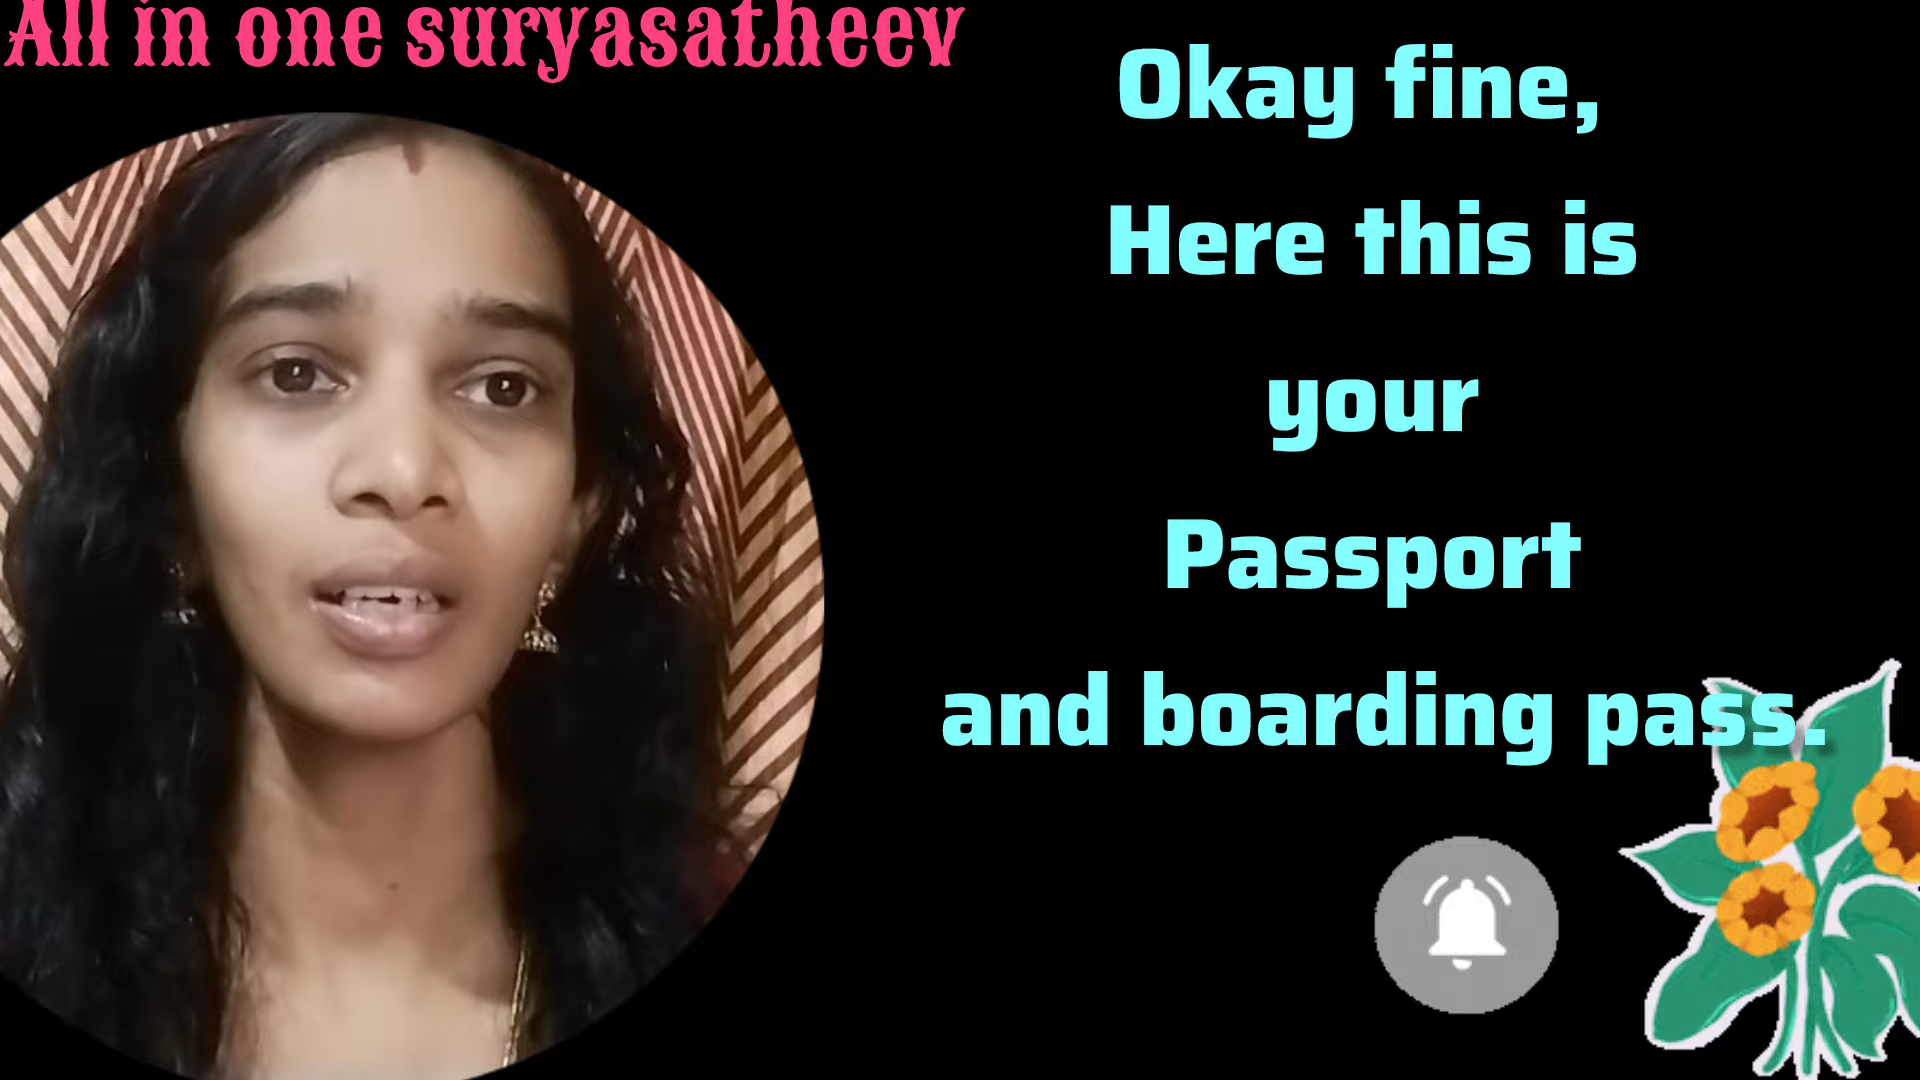 All in one suryasatheev
Okay fine,
Here this is
your
Passport
and boarding pass.